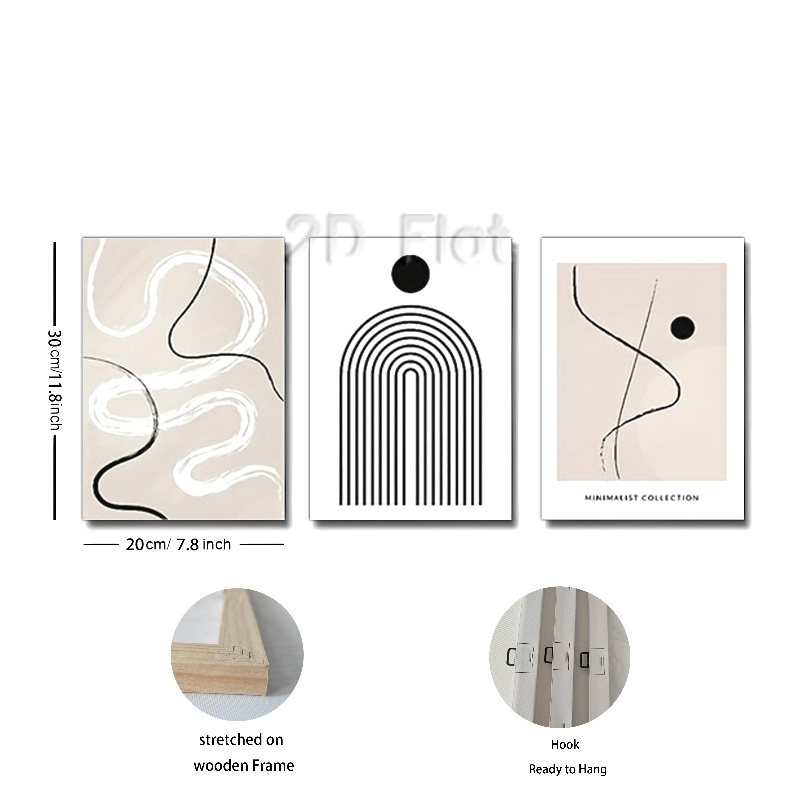 2D Flat
30cm/11.8inch
MINIMALIST COLLECTION
20cm/ 7.8 inch
stretched on
wooden Frame
Hook
Ready to Hang